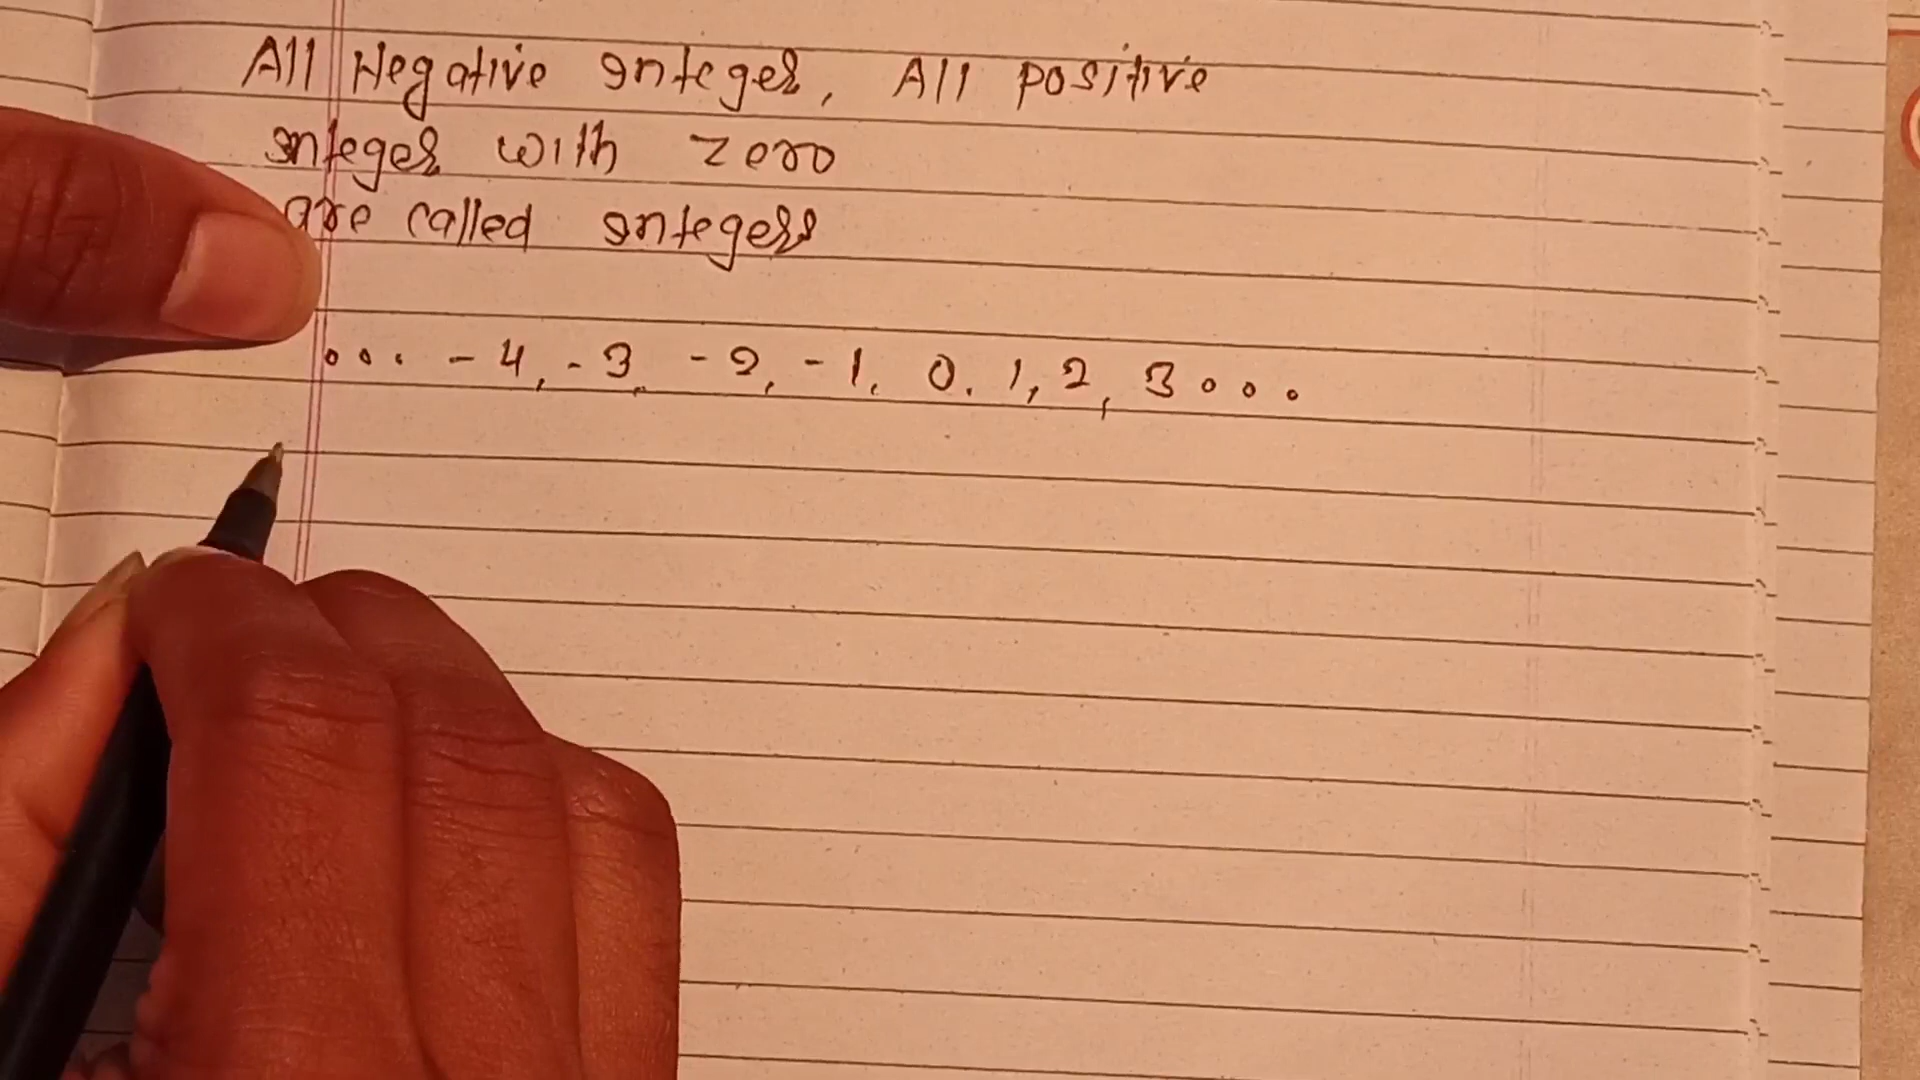 All Negative Integer, All positive
Integer with zero
are called Integers
... -4, -3, -2, -1, 0, 1, 2, 3...